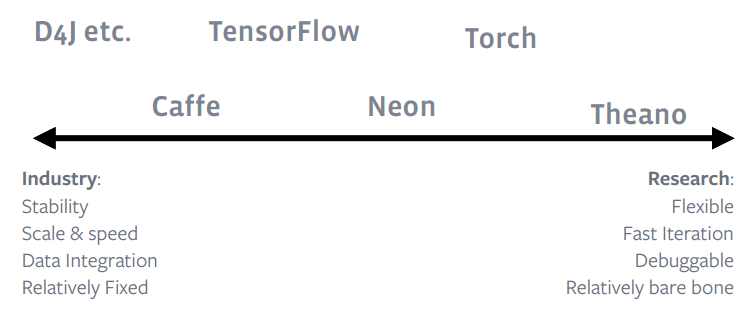 D4J etc.
TensorFlow
Torch
Caffe
Neon
Theano
Industry:
Stability
Scale & speed
Data Integration
Relatively Fixed
Research:
Flexible
Fast Iteration
Debuggable
Relatively bare bone